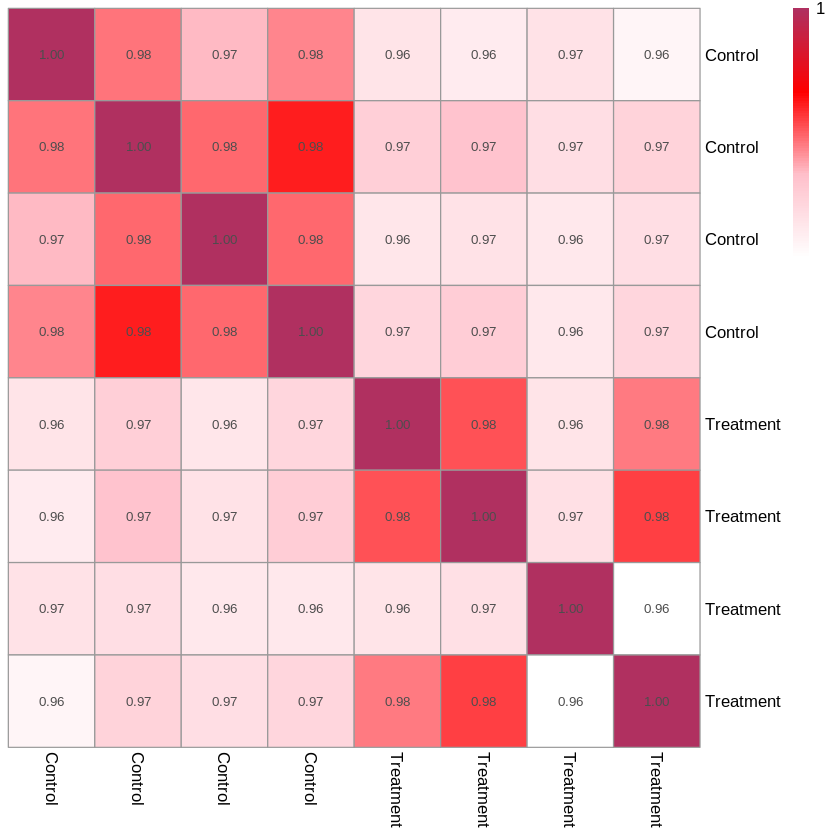 1
1.00 0.98 0.97 0.98 0.96 0.96 0.97 0.96 Control
0.98 1.00 0.98 0.98 0.97 0.97 0.97 0.97 Control
0.97 0.98 1.00 0.98 0.96 0.97 0.96 0.97 Control
0.98 0.98 0.98 1.00 0.97 0.97 0.96 0.97 Control
0.96 0.97 0.96 0.97 1.00 0.98 0.96 0.98 Treatment
0.96 0.97 0.97 0.97 0.98 1.00 0.97 0.98 Treatment
0.97 0.97 0.96 0.96 0.96 0.97 1.00 0.96 Treatment
0.96 0.97 0.97 0.97 0.98 0.98 0.96 1.00 Treatment
Control Control Control Control Treatment Treatment Treatment Treatment